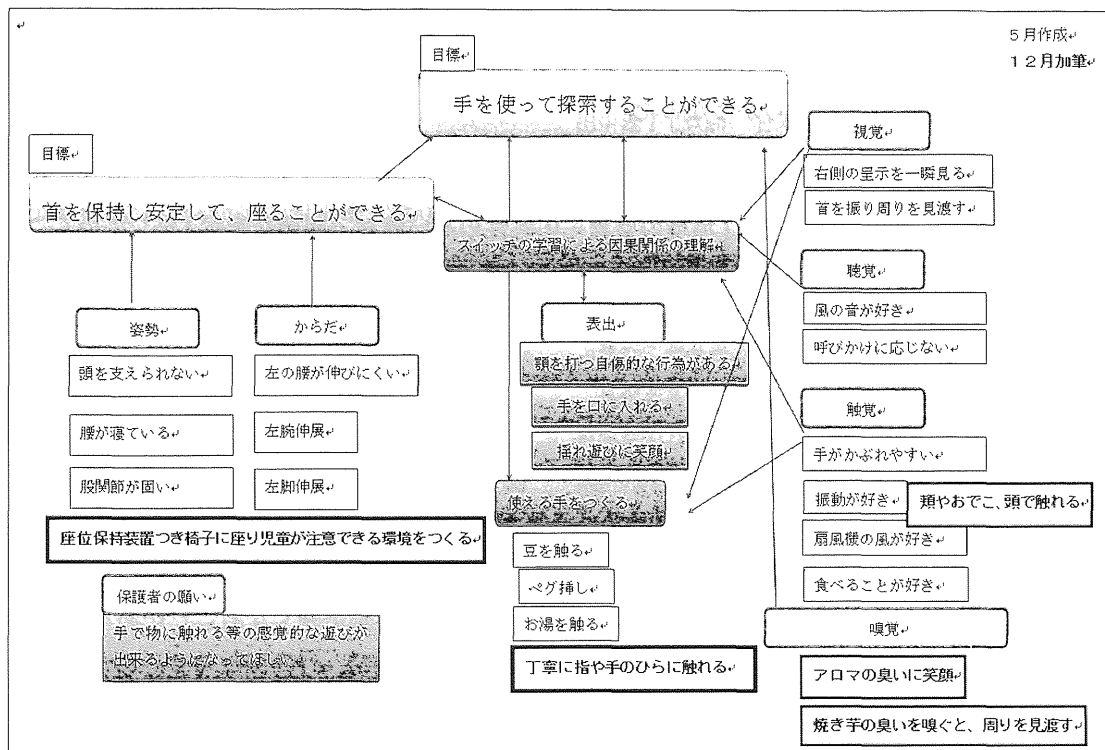 ５月作成
１２月加筆
目標
手を使って探索することができる
目標
首を保持し安定して、座ることができる
スイッチの学習による因果関係の理解
視覚
右側の呈示を一瞬見る
首を振り周りを見渡す
聴覚
風の音が好き
呼びかけに応じない
姿勢
頭を支えられない
腰が寝ている
股関節が固い
からだ
左の腰が伸びにくい
左腕伸展
左脚伸展
座位保持装置つき椅子に座り児童が注意できる環境をつくる
表出
顎を打つ自傷的な行為がある
手を口に入れる
揺れ遊びに笑顔
使える手をつくる
豆を触る
ペグ挿し
お湯を触る
丁寧に指や手のひらに触れる
触覚
手がかぶれやすい
振動が好き
頬やおでこ、頭で触れる
扇風機の風が好き
食べることが好き
嗅覚
アロマの臭いに笑顔
焼き芋の臭いを嗅ぐと、周りを見渡す
保護者の願い
手で物に触れる等の感覚的な遊びが
出来るようになってほしい